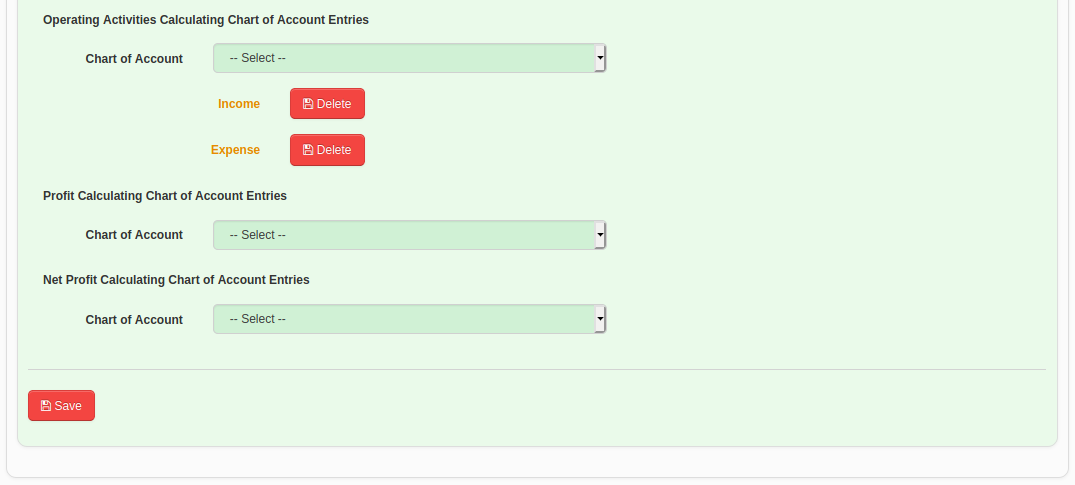 Operating Activities Calculating Chart of Account Entries
Chart of Account -- Select --
Income Delete
Expense Delete
Profit Calculating Chart of Account Entries
Chart of Account -- Select --
Net Profit Calculating Chart of Account Entries
Chart of Account -- Select --
Save